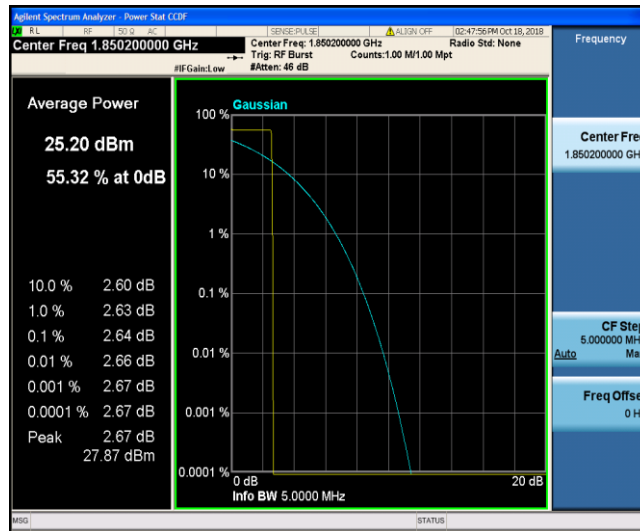 Agilent Spectrum Analyzer - Power Stat CCDF
RL RF 50 Ω AC SENSE:PULSE ALIGN OFF 02:47:56 PM Oct 18, 2018
Center Freq 1.850200000 GHz
Center Freq: 1.850200000 GHz Radio Std: None
Trig: RF Burst Counts:1.00 M/1.00 Mpt
#IFGain:Low #Atten: 46 dB
Frequency
Average Power
25.20 dBm
55.32 % at 0dB
10.0 % 2.60 dB
1.0 % 2.63 dB
0.1 % 2.64 dB
0.01 % 2.66 dB
0.001 % 2.67 dB
0.0001 % 2.67 dB
Peak 2.67 dB
27.87 dBm
Gaussian
100 %
10 %
1 %
0.1 %
0.01 %
0.001 %
0.0001 %
0 dB 20 dB
Info BW 5.0000 MHz
Center Fre
1.850200000 GH
CF Step
5.000000 MH
Auto Ma
Freq Offse
0 H
MSG STATUS